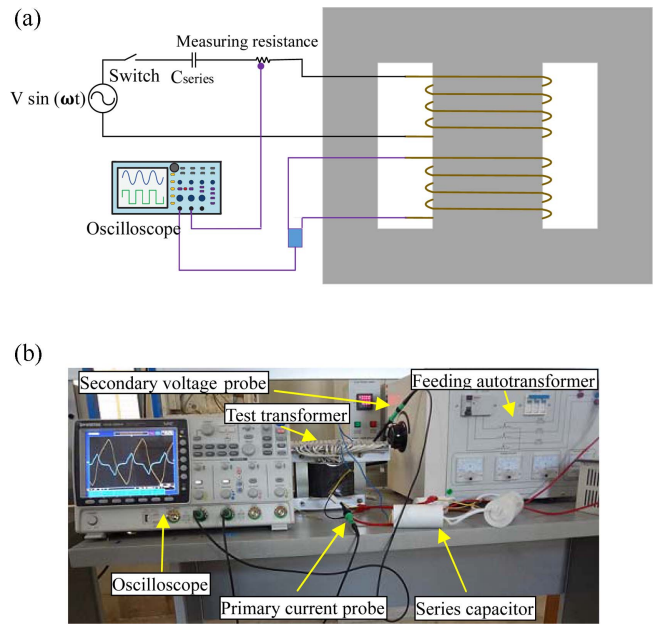 (a)
Measuring resistance
Switch
Cseries
V sin (ωt)
Oscilloscope
(b)
Secondary voltage probe
Feeding autotransformer
Test transformer
Oscilloscope
Primary current probe
Series capacitor